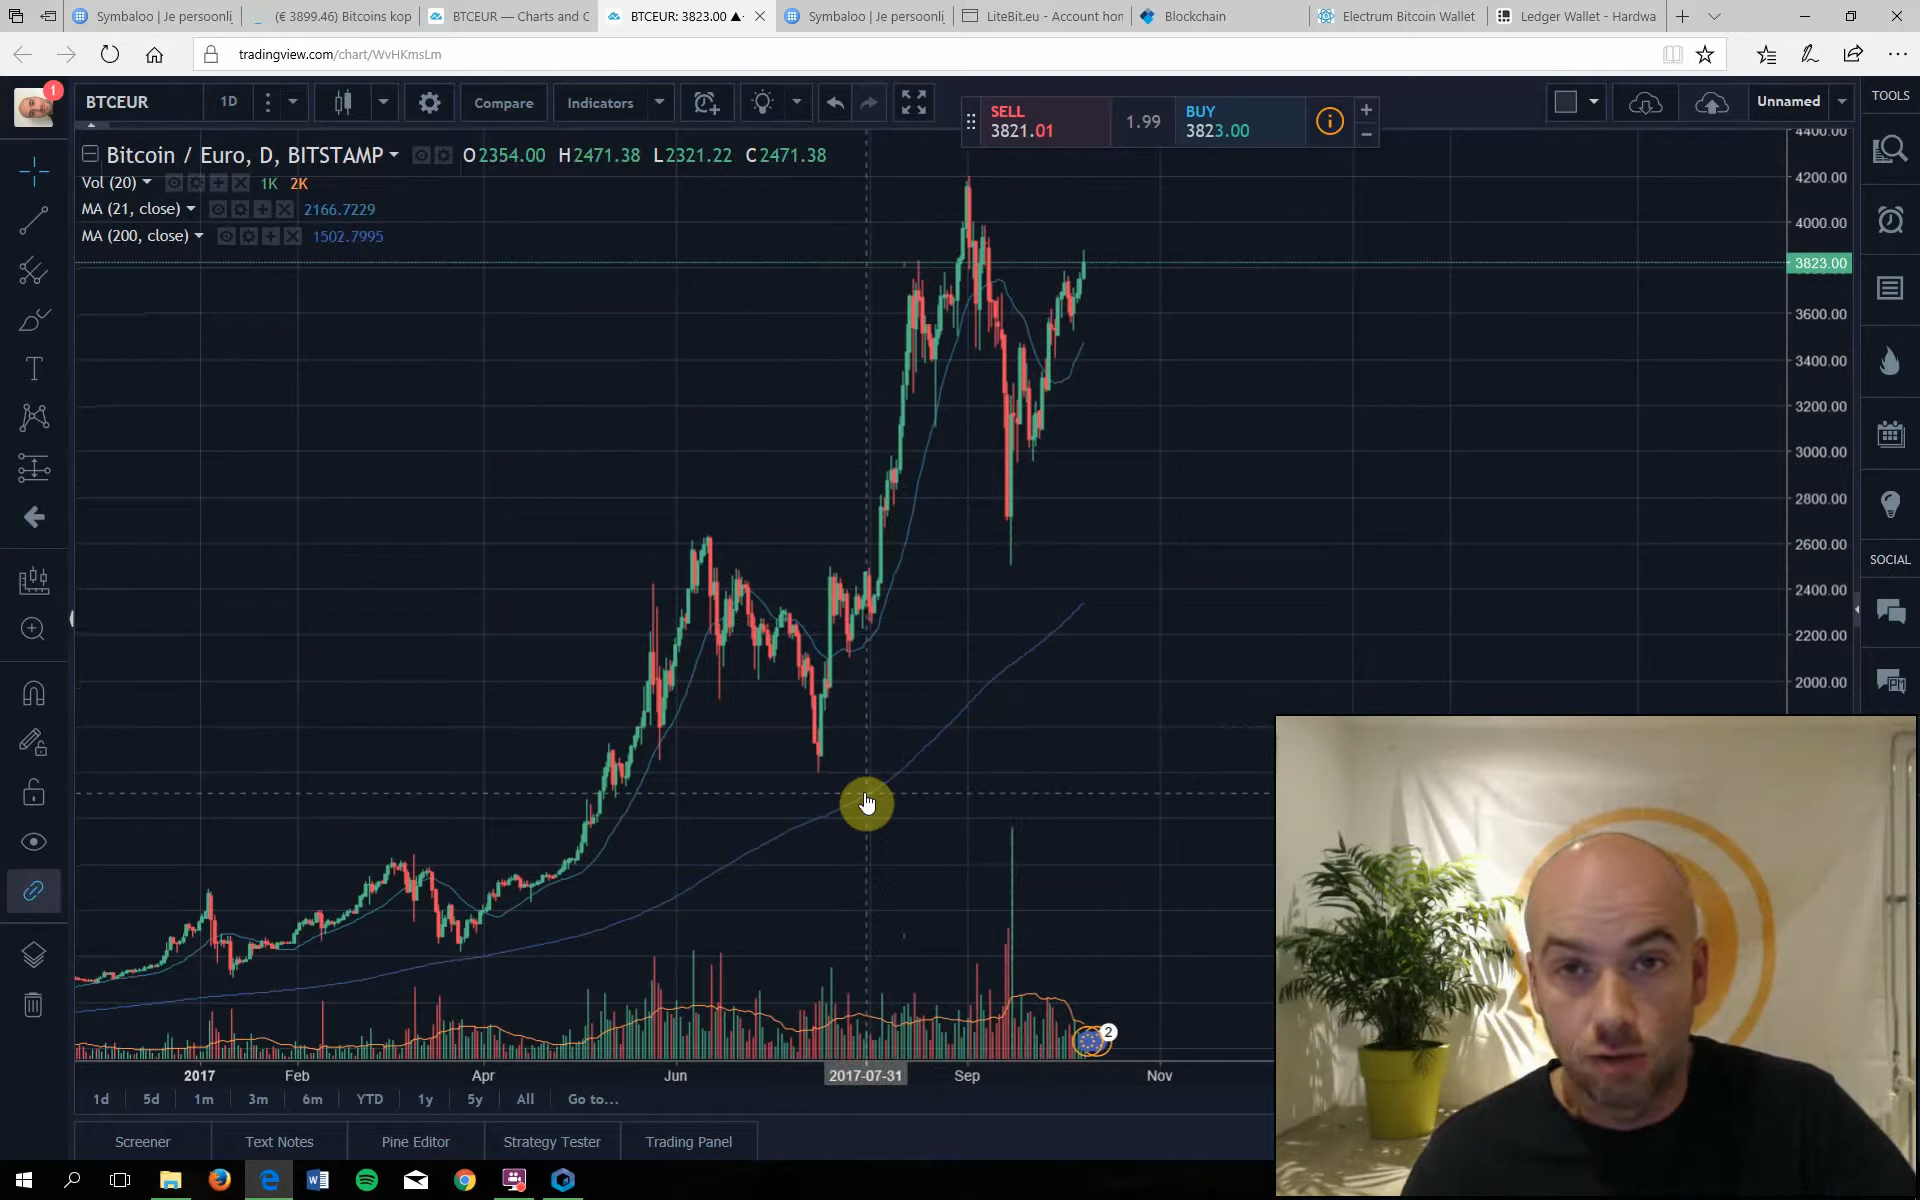 Symbaloo | Je persoonlij
(€ 3899.46) Bitcoins kop
BTCEUR — Charts and C
BTCEUR: 3823.00 ▲
Symbaloo | Je persoonlij
LiteBit.eu - Account hon
Blockchain
Electrum Bitcoin Wallet
Ledger Wallet - Hardwa
tradingview.com/chart/WvHKmsLm
1
BTCEUR
1D
Compare
Indicators
SELL
3821.01
1.99
BUY
3823.00
Unnamed
TOOLS
Bitcoin / Euro, D, BITSTAMP
O2354.00 H2471.38 L2321.22 C2471.38
Vol (20) 1K 2K
MA (21, close) 2166.7229
MA (200, close) 1502.7995
4400.00
4200.00
4000.00
3823.00
3600.00
3400.00
3200.00
3000.00
2800.00
2600.00
2400.00
2200.00
2000.00
SOCIAL
PM
2
2017 Feb Apr Jun 2017-07-31 Sep Nov
1d 5d 1m 3m 6m YTD 1y 5y All Go to...
Screener Text Notes Pine Editor Strategy Tester Trading Panel